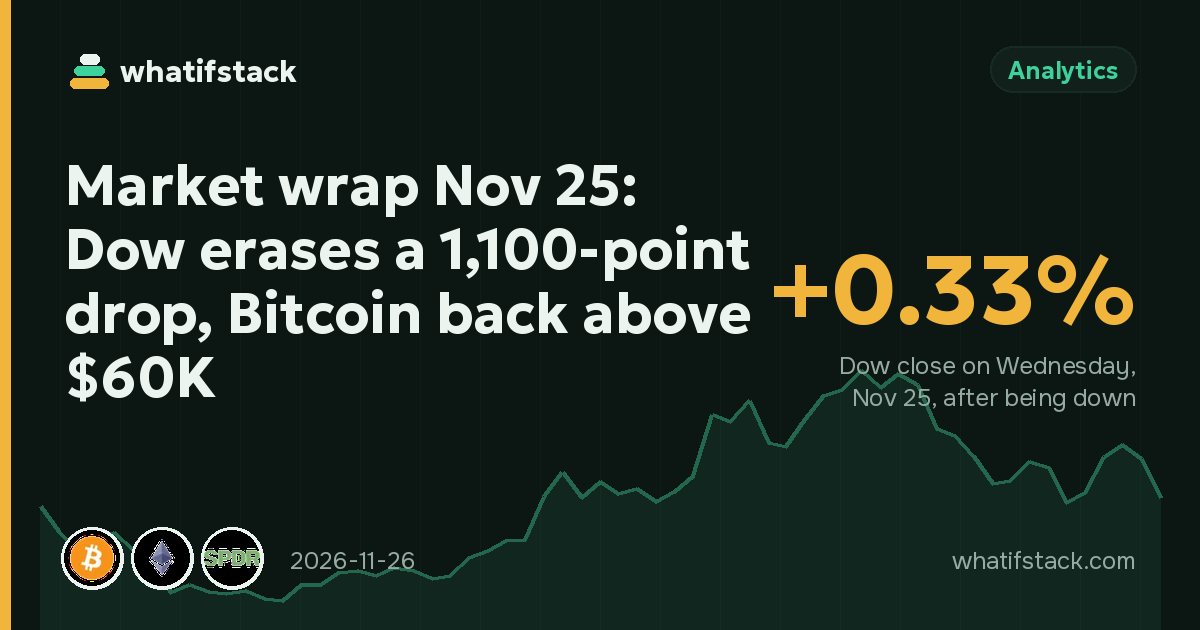 whatifstack
Analytics
Market wrap Nov 25:
Dow erases a 1,100-point
drop, Bitcoin back above
$60K
+0.33%
Dow close on Wednesday,
Nov 25, after being down
SPDR
2026-11-26
whatifstack.com